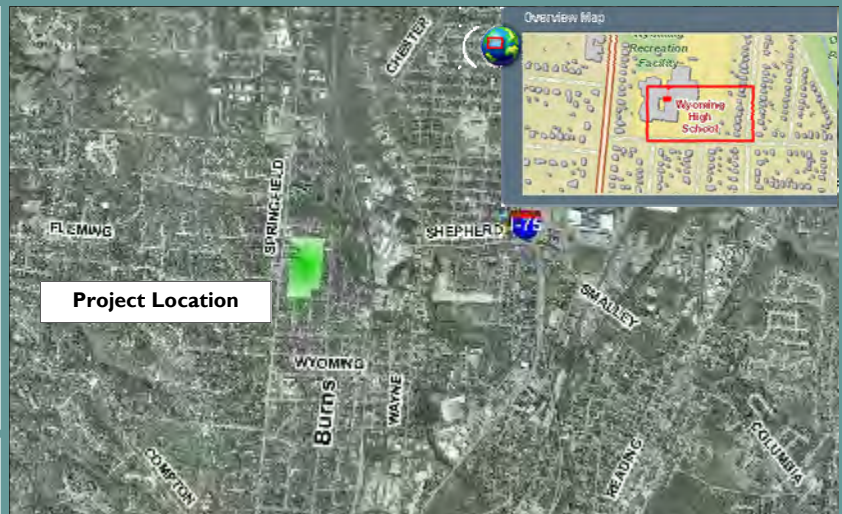 Overview Map
Wyoming
Recreation
Facility
Wyoming
High
School
CHESTER
SPRINGFIELD
FLEMING
SHEPHERD
I-75
Project Location
SMALLEY
WYOMING
Burns
WAYNE
COMPTON
READING
COLUMBIA